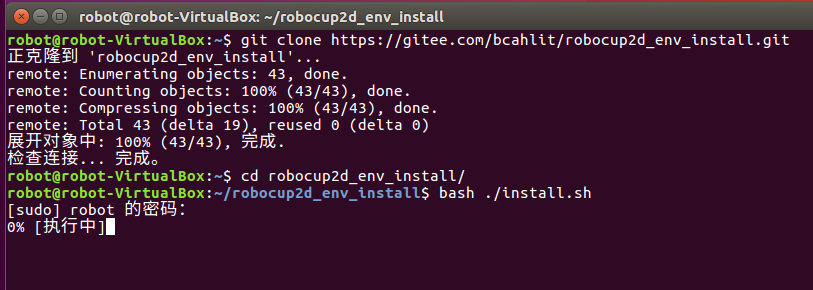 robot@robot-VirtualBox: ~/robocup2d_env_install
robot@robot-VirtualBox:~$ git clone https://gitee.com/bcahlit/robocup2d_env_install.git
正克隆到 'robocup2d_env_install'...
remote: Enumerating objects: 43, done.
remote: Counting objects: 100% (43/43), done.
remote: Compressing objects: 100% (43/43), done.
remote: Total 43 (delta 19), reused 0 (delta 0)
展开对象中: 100% (43/43), 完成.
检查连接... 完成。
robot@robot-VirtualBox:~$ cd robocup2d_env_install/
robot@robot-VirtualBox:~/robocup2d_env_install$ bash ./install.sh
[sudo] robot 的密码：
0% [执行中]